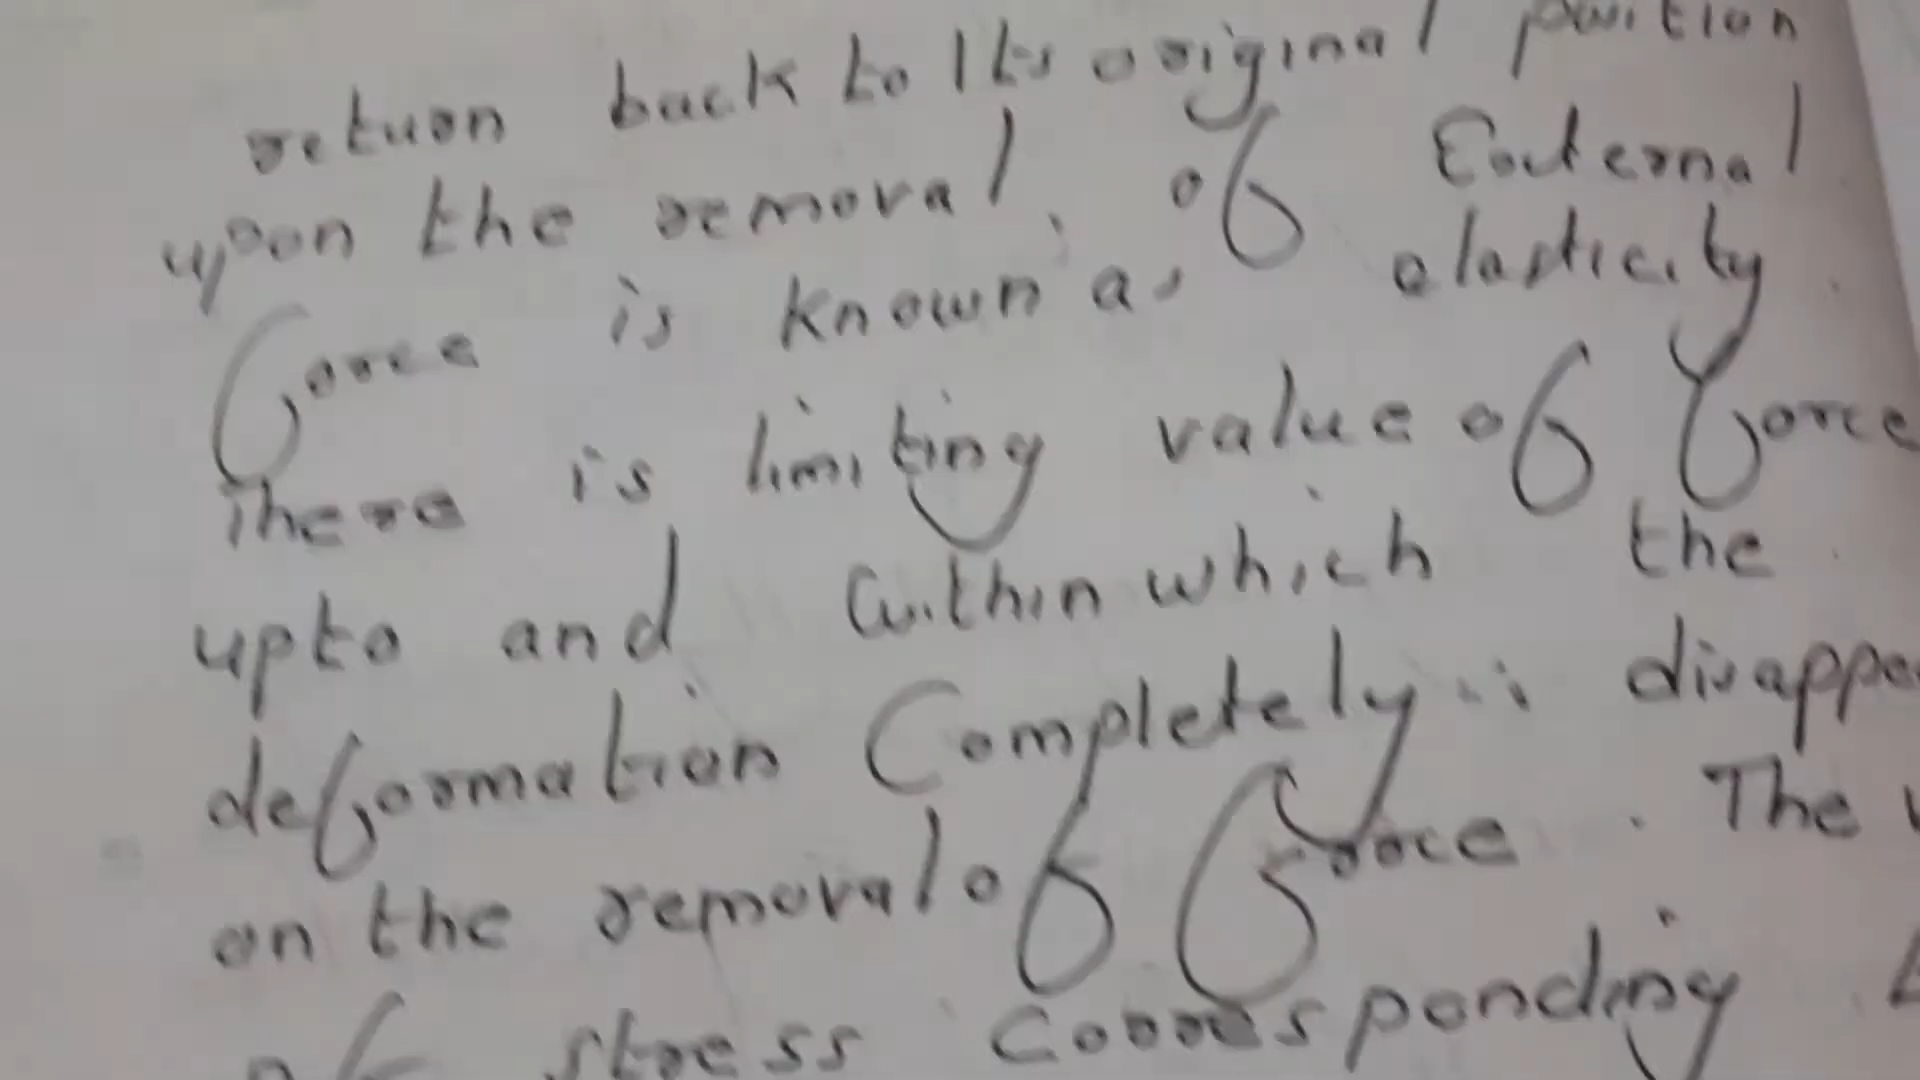 return back to Its original position
upon the removal of External
force is known as elasticity.
There is limiting value of force
upto and within which the
deformation Completely is disappe
on the removal of force. The
of stress Corresponding